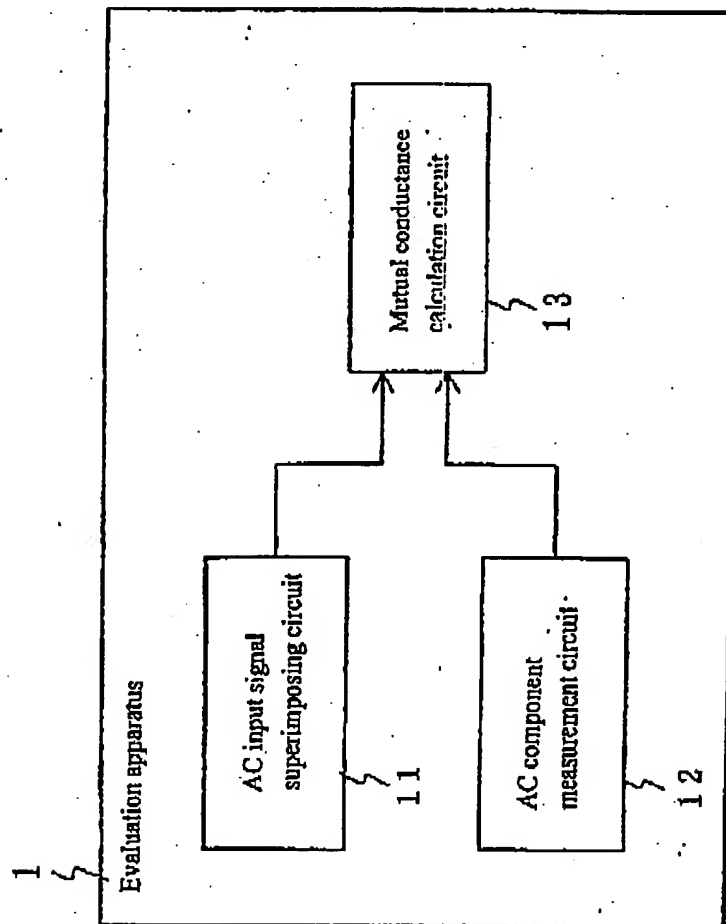 1
Evaluation apparatus
AC input signal
superimposing circuit
11
AC component
measurement circuit
12
Mutual conductance
calculation circuit
13